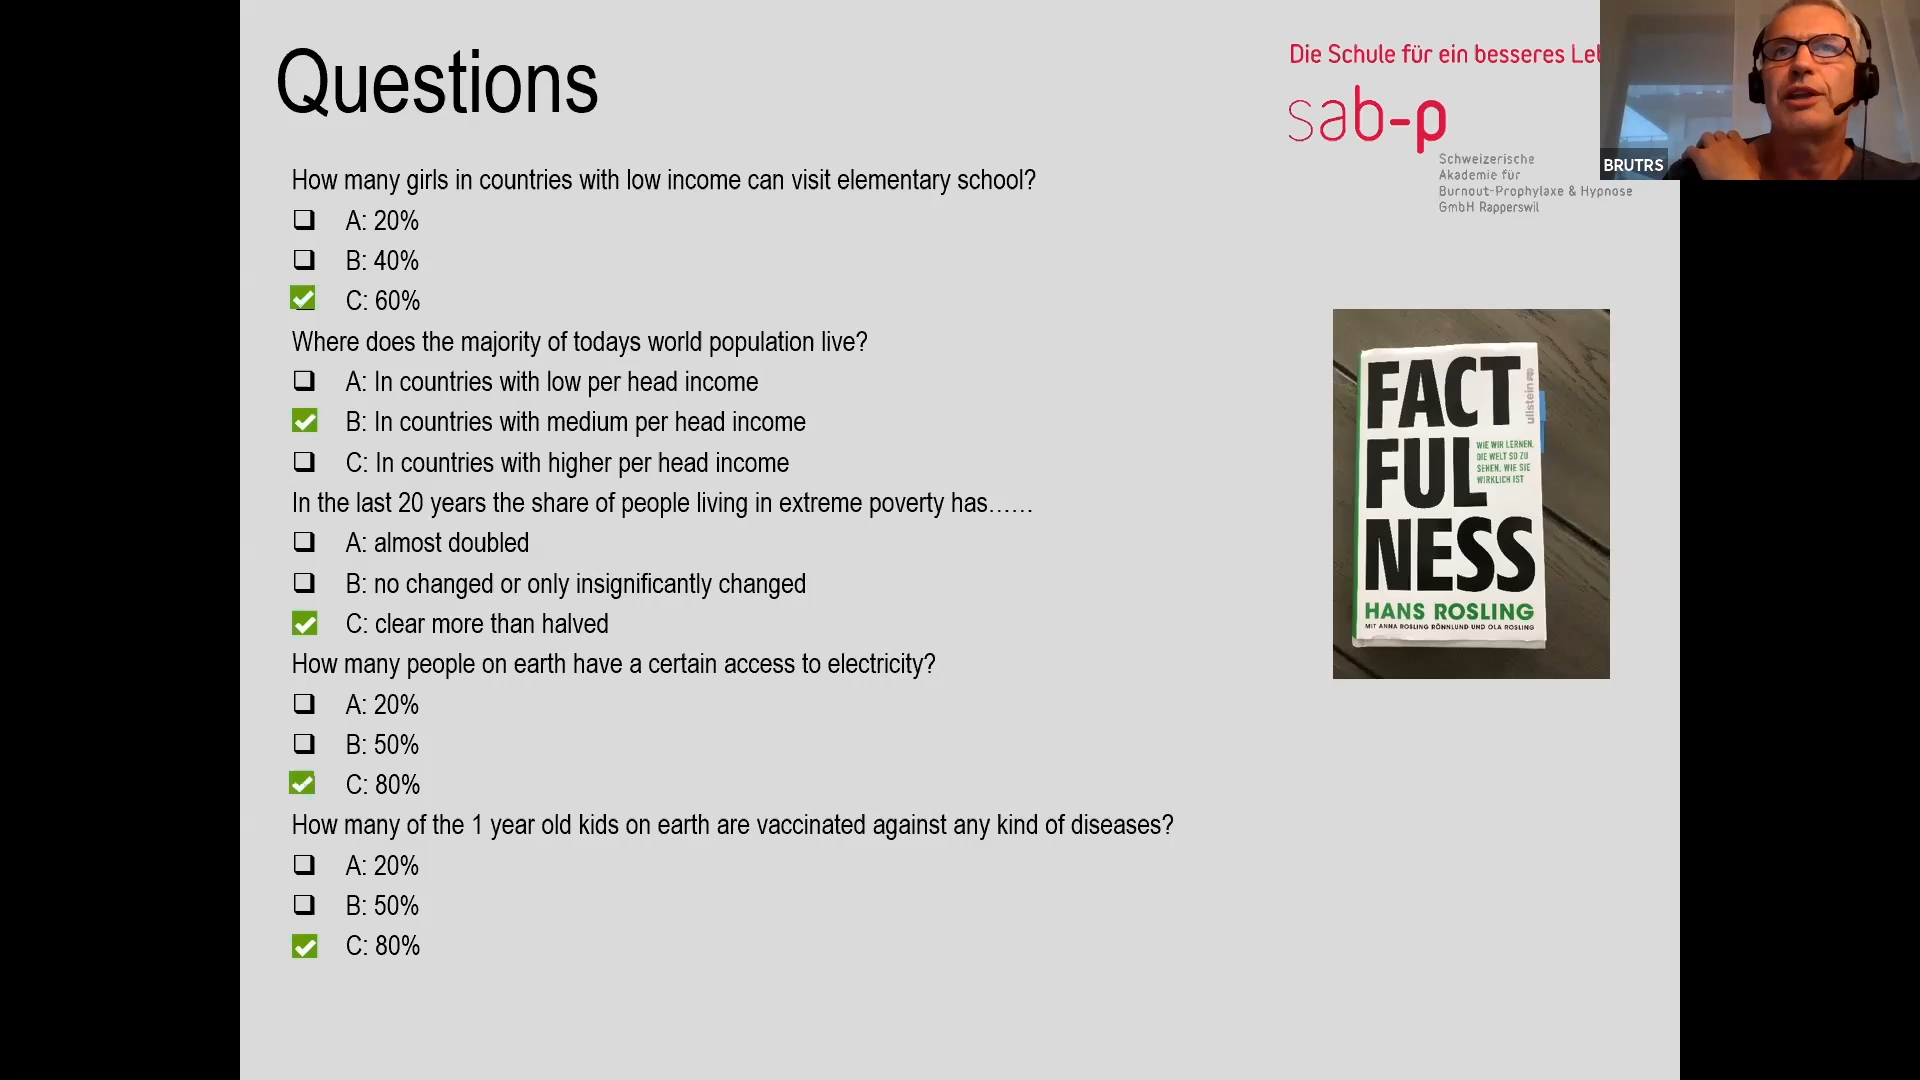 Questions
Die Schule für ein besseres Le
sab-p
Schweizerische
Akademie für
Burnout-Prophylaxe & Hypnose
GmbH Rapperswil
BRUTRS
How many girls in countries with low income can visit elementary school?
A: 20%
B: 40%
C: 60%
Where does the majority of todays world population live?
A: In countries with low per head income
B: In countries with medium per head income
C: In countries with higher per head income
In the last 20 years the share of people living in extreme poverty has……
A: almost doubled
B: no changed or only insignificantly changed
C: clear more than halved
How many people on earth have a certain access to electricity?
A: 20%
B: 50%
C: 80%
How many of the 1 year old kids on earth are vaccinated against any kind of diseases?
A: 20%
B: 50%
C: 80%
FACT
FUL
NESS
ullstein
WIE WIR LERNEN,
DIE WELT SO ZU
SEHEN, WIE SIE
WIRKLICH IST
HANS ROSLING
MIT ANNA ROSLING RÖNNLUND UND OLA ROSLING